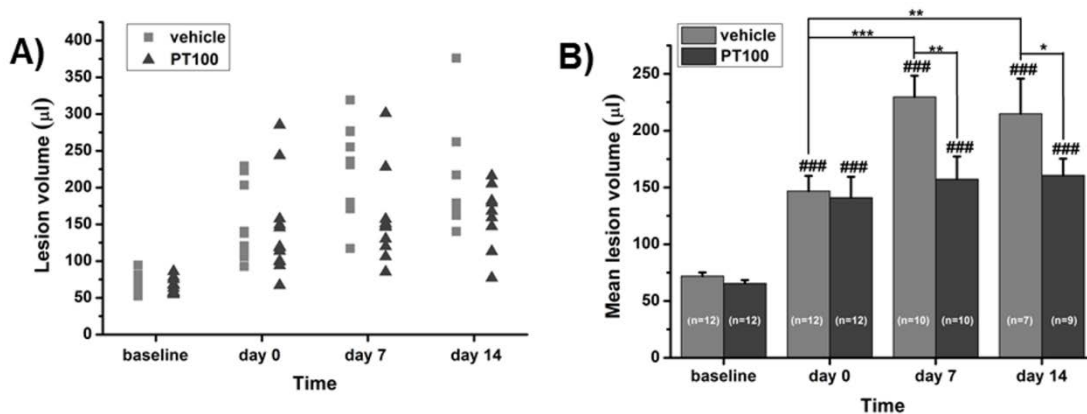 A)
vehicle
PT100
Lesion volume (µl)
400
350
300
250
200
150
100
50
0
baseline day 0 day 7 day 14
Time
B)
vehicle
PT100
Mean lesion volume (µl)
250
200
150
100
50
0
**
***
**
*
###
###
###
###
###
###
(n=12) (n=12) (n=12) (n=12) (n=10) (n=10) (n=7) (n=9)
baseline day 0 day 7 day 14
Time